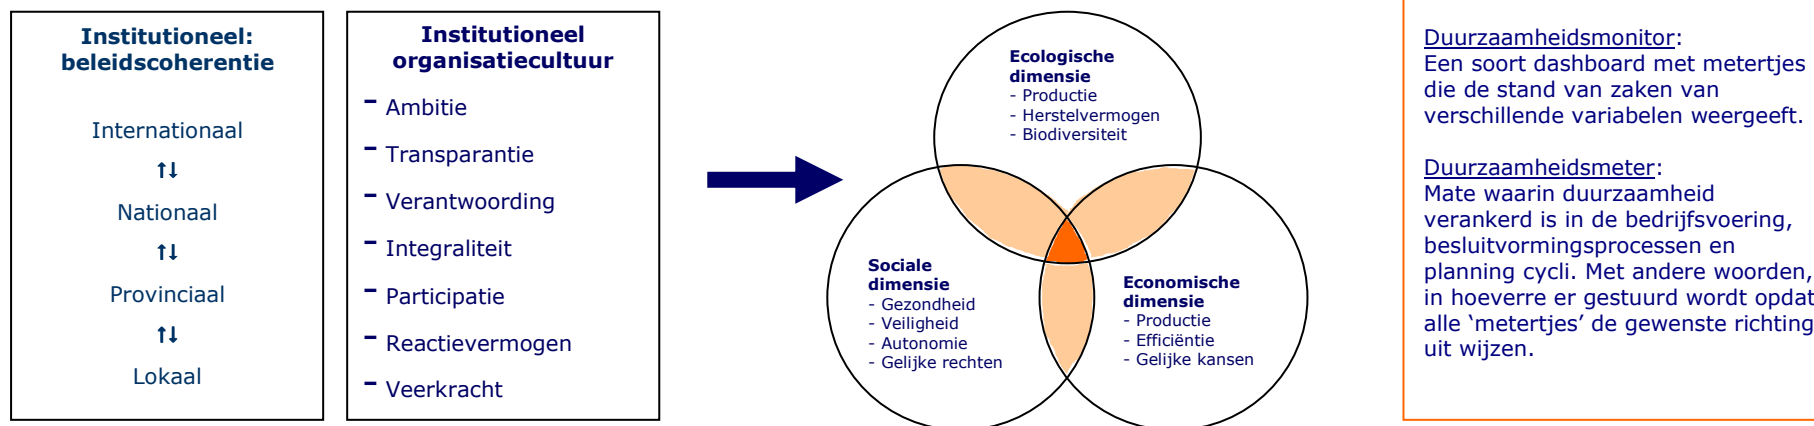 Institutioneel:
beleidscoherentie
Internationaal
↑↓
Nationaal
↑↓
Provinciaal
↑↓
Lokaal
Institutioneel
organisatiecultuur
- Ambitie
- Transparantie
- Verantwoording
- Integraliteit
- Participatie
- Reactievermogen
- Veerkracht
Ecologische
dimensie
- Productie
- Herstelvermogen
- Biodiversiteit
Sociale
dimensie
- Gezondheid
- Veiligheid
- Autonomie
- Gelijke rechten
Economische
dimensie
- Productie
- Efficiëntie
- Gelijke kansen
Duurzaamheidsmonitor:
Een soort dashboard met metertjes
die de stand van zaken van
verschillende variabelen weergeeft.
Duurzaamheidsmeter:
Mate waarin duurzaamheid
verankerd is in de bedrijfsvoering,
besluitvormingsprocessen en
planning cycli. Met andere woorden,
in hoeverre er gestuurd wordt opdat
alle ‘metertjes’ de gewenste richting
uit wijzen.